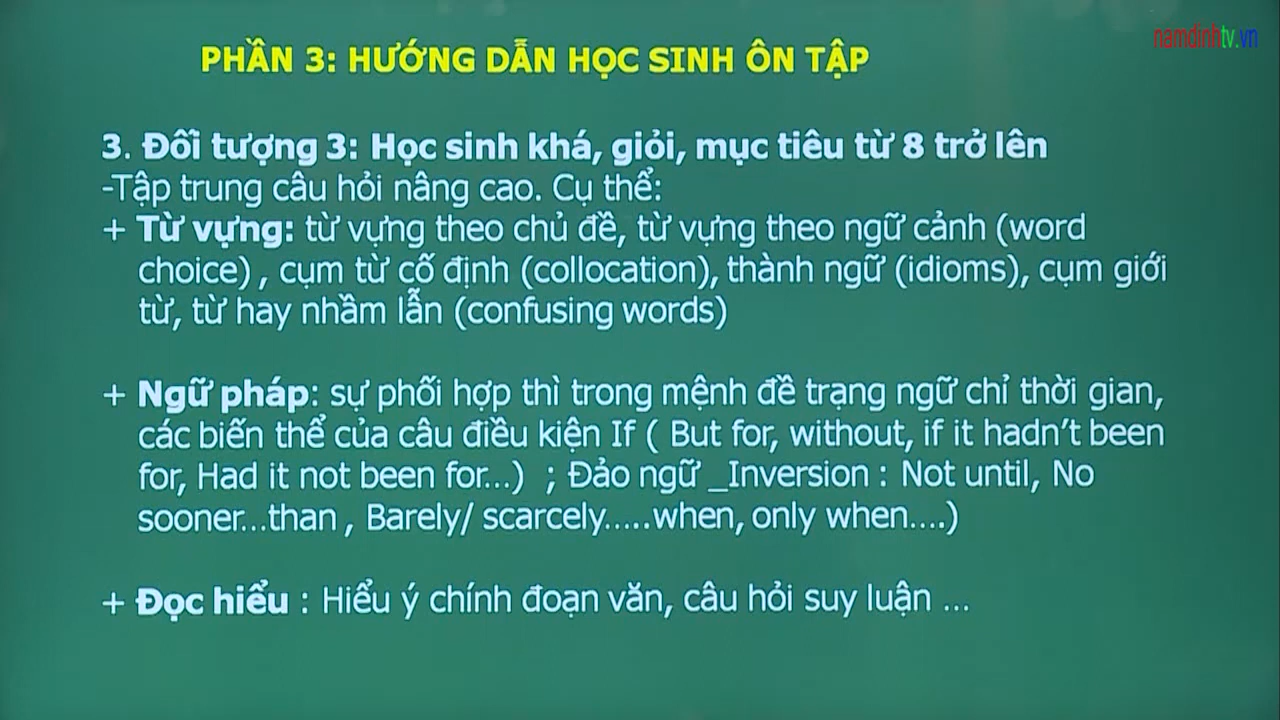 namdinhtv.vn
PHẦN 3: HƯỚNG DẪN HỌC SINH ÔN TẬP
3. Đối tượng 3: Học sinh khá, giỏi, mục tiêu từ 8 trở lên
-Tập trung câu hỏi nâng cao. Cụ thể:
+ Từ vựng: từ vựng theo chủ đề, từ vựng theo ngữ cảnh (word
choice) , cụm từ cố định (collocation), thành ngữ (idioms), cụm giới
từ, từ hay nhầm lẫn (confusing words)
+ Ngữ pháp: sự phối hợp thì trong mệnh đề trạng ngữ chỉ thời gian,
các biến thể của câu điều kiện If ( But for, without, if it hadn’t been
for, Had it not been for…) ; Đảo ngữ _Inversion : Not until, No
sooner…than , Barely/ scarcely…..when, only when….)
+ Đọc hiểu : Hiểu ý chính đoạn văn, câu hỏi suy luận …